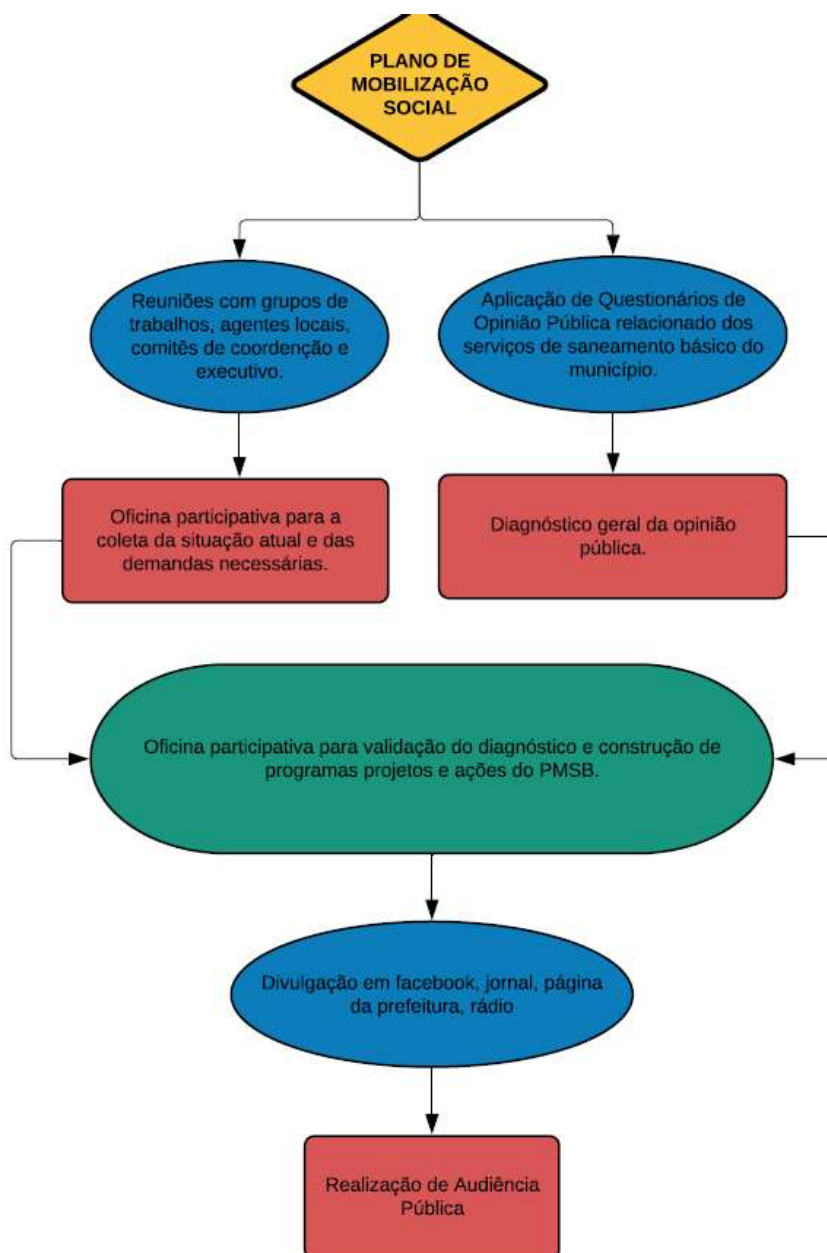 PLANO DE
MOBILIZAÇÃO
SOCIAL
Reuniões com grupos de
trabalhos, agentes locais,
comitês de coordenção e
executivo.
Aplicação de Questionários de
Opinião Pública relacionado dos
serviços de saneamento básico do
município.
Oficina participativa para a
coleta da situação atual e das
demandas necessárias.
Diagnóstico geral da opinião
pública.
Oficina participativa para validação do diagnóstico e construção de
programas projetos e ações do PMSB.
Divulgação em facebook, jornal, página
da prefeitura, rádio
Realização de Audiência
Pública